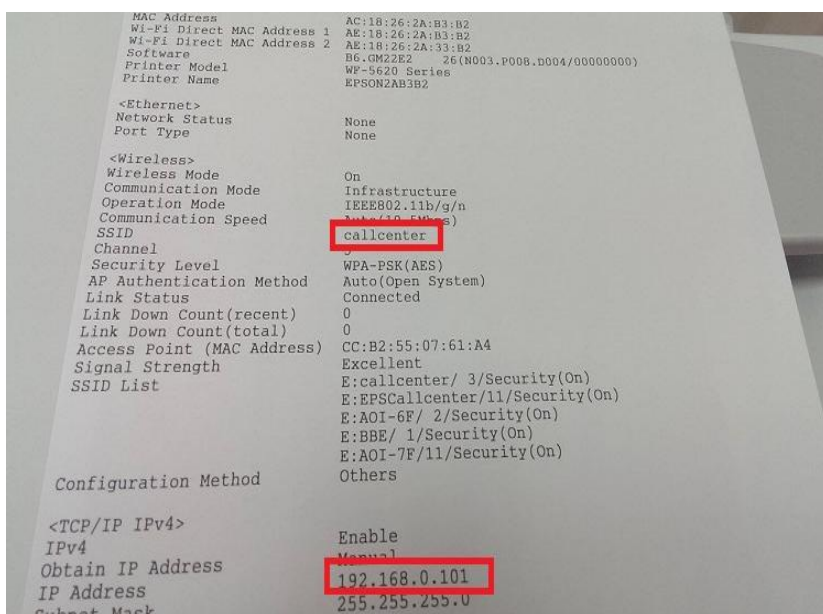 MAC Address AC:18:26:2A:B3:B2
Wi-Fi Direct MAC Address 1 AE:18:26:2A:B3:B2
Wi-Fi Direct MAC Address 2 AE:18:26:2A:33:B2
Software B6.GM22E2 26(N003.P008.D004/00000000)
Printer Model WF-5620 Series
Printer Name EPSON2AB3B2
<Ethernet>
Network Status None
Port Type None
<Wireless>
Wireless Mode On
Communication Mode Infrastructure
Operation Mode IEEE802.11b/g/n
Communication Speed
SSID callcenter
Channel
Security Level WPA-PSK(AES)
AP Authentication Method Auto(Open System)
Link Status Connected
Link Down Count(recent) 0
Link Down Count(total) 0
Access Point (MAC Address) CC:B2:55:07:61:A4
Signal Strength Excellent
SSID List E:callcenter/ 3/Security(On)
E:EPSCallcenter/11/Security(On)
E:AOI-6F/ 2/Security(On)
E:BBE/ 1/Security(On)
E:AOI-7F/11/Security(On)
Configuration Method Others
<TCP/IP IPv4>
IPv4 Enable
Obtain IP Address Manual
IP Address 192.168.0.101
Subnet Mask 255.255.255.0